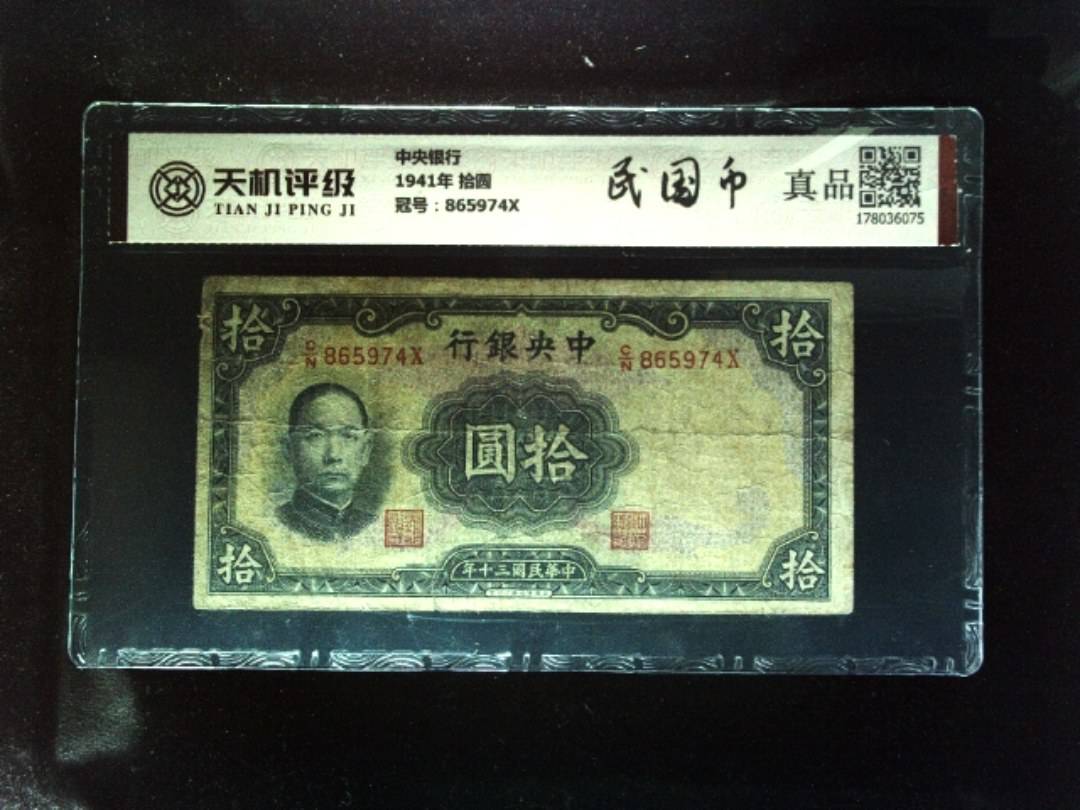 天机评级
TIAN JI PING JI
中央银行
1941年 拾圆
冠号：865974X
民国币
真品
178036075
拾
拾
C/N 865974X
行銀央中
C/N 865974X
圓拾
拾
拾
年十三國民華中